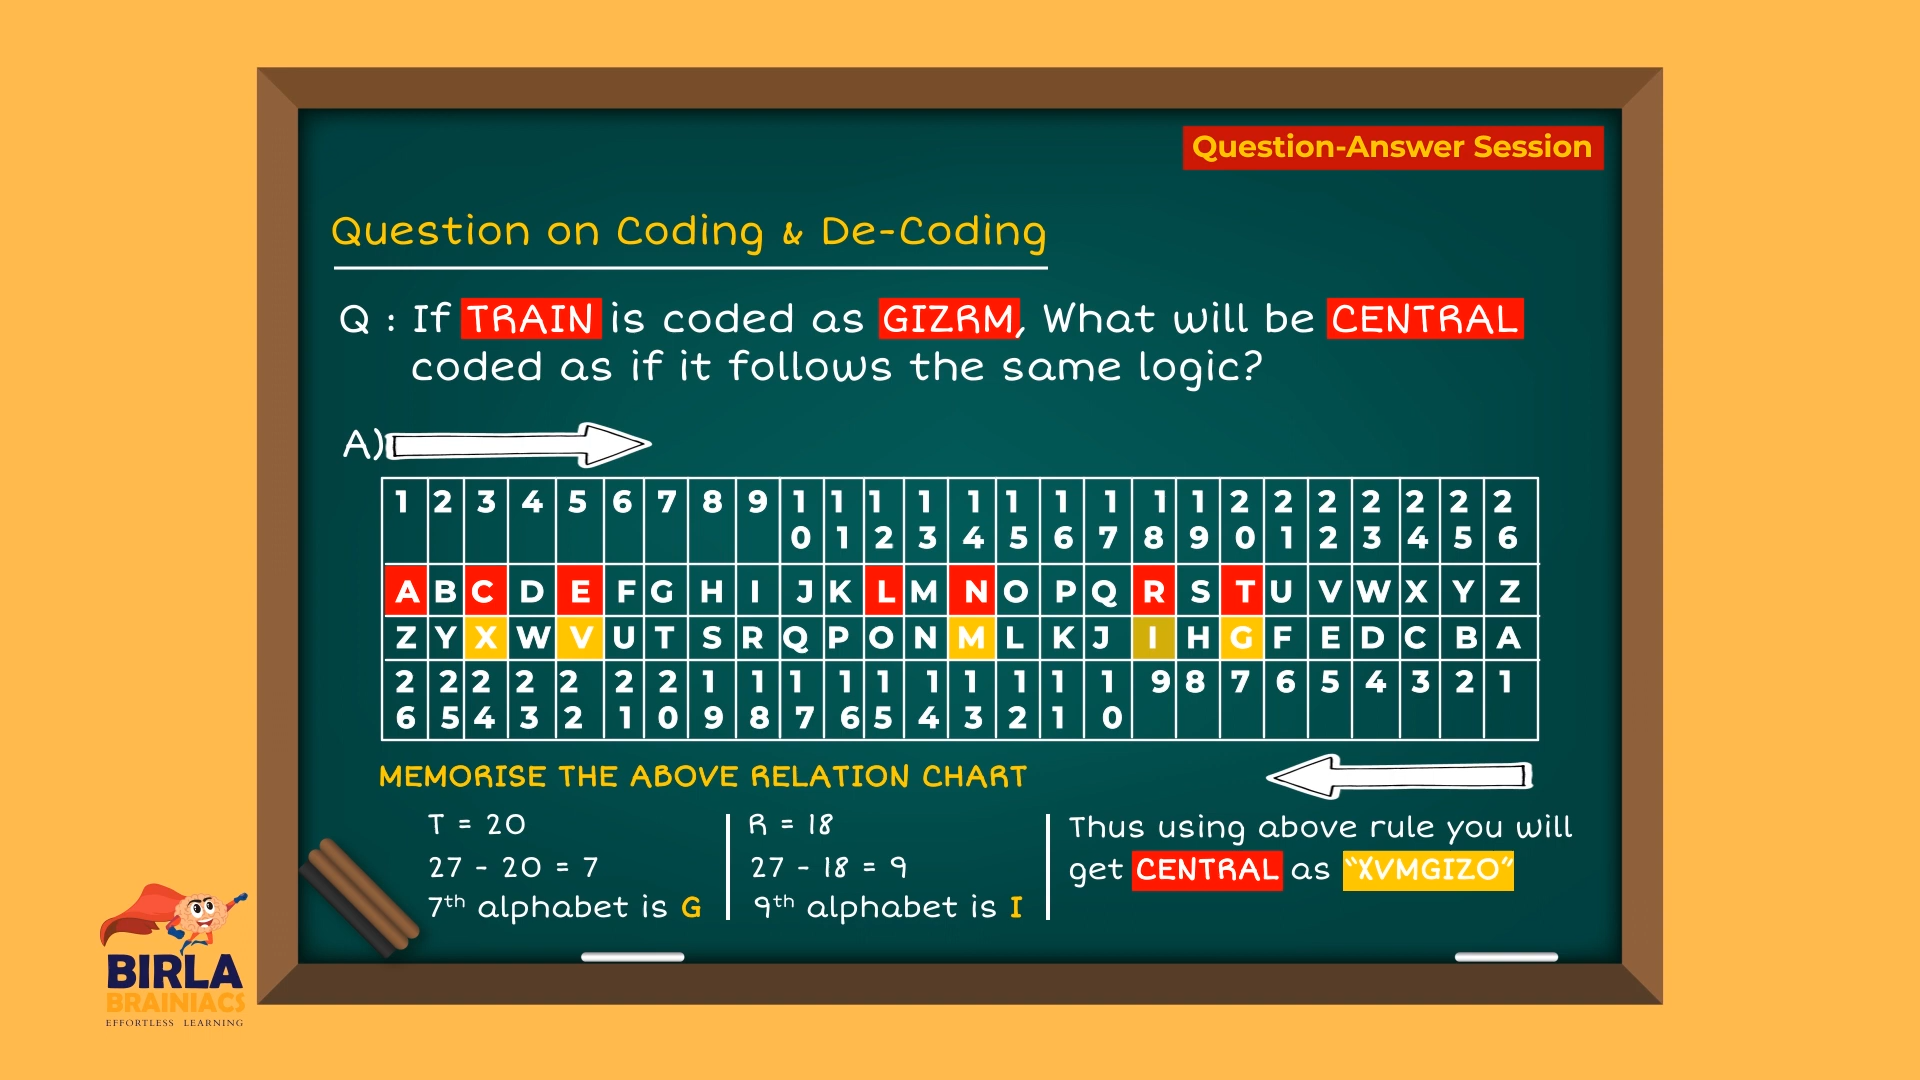 Question-Answer Session
Question on Coding & De-Coding
Q : If TRAIN is coded as GIZRM, What will be CENTRAL
coded as if it follows the same logic?
A)
1 2 3 4 5 6 7 8 9 10 11 12 13 14 15 16 17 18 19 20 21 22 23 24 25 26
A B C D E F G H I J K L M N O P Q R S T U V W X Y Z
Z Y X W V U T S R Q P O N M L K J I H G F E D C B A
26 25 24 23 22 21 20 19 18 17 16 15 14 13 12 11 10 9 8 7 6 5 4 3 2 1
MEMORISE THE ABOVE RELATION CHART
T = 20
27 - 20 = 7
7th alphabet is G
R = 18
27 - 18 = 9
9th alphabet is I
Thus using above rule you will
get CENTRAL as "XVMGIZO"
BIRLA
BRAINIACS
EFFORTLESS LEARNING